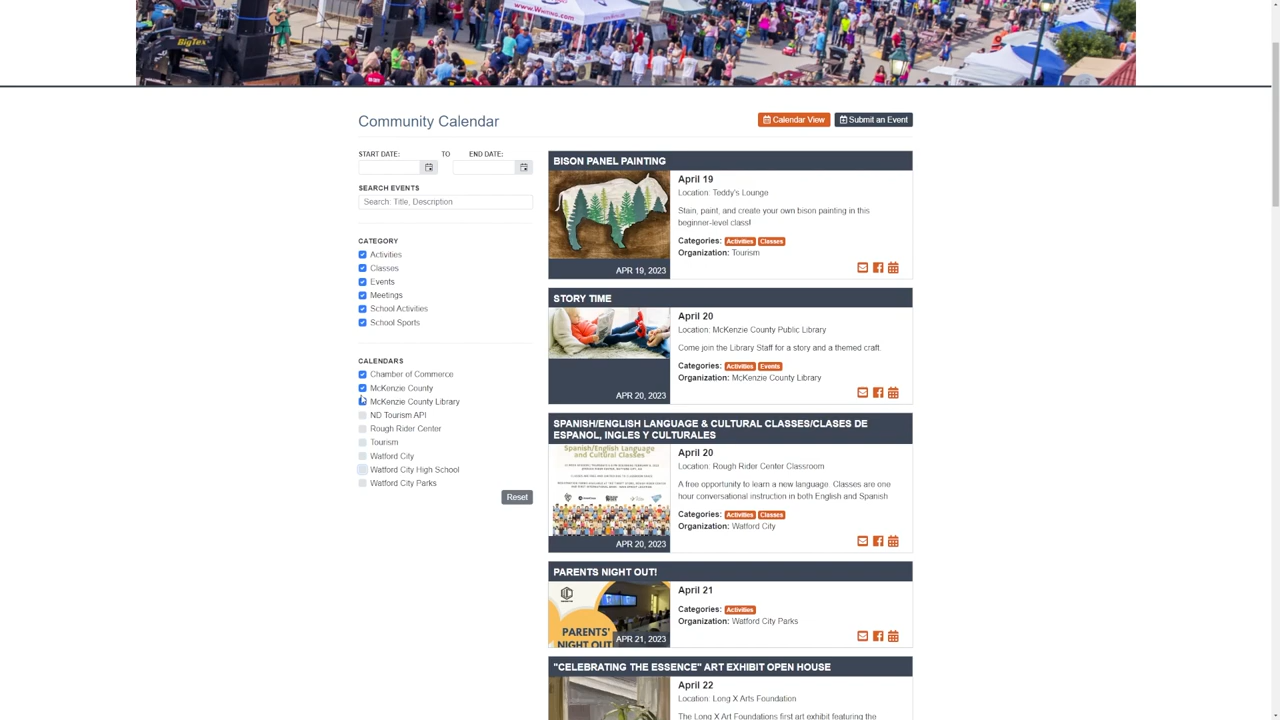 www.Whiting.com
BigTex
Community Calendar
Calendar View
Submit an Event
START DATE:
TO
END DATE:
SEARCH EVENTS
Search: Title, Description
CATEGORY
Activities
Classes
Events
Meetings
School Activities
School Sports
CALENDARS
Chamber of Commerce
McKenzie County
McKenzie County Library
ND Tourism API
Rough Rider Center
Tourism
Watford City
Watford City High School
Watford City Parks
Reset
BISON PANEL PAINTING
APR 19, 2023
April 19
Location: Teddy's Lounge
Stain, paint, and create your own bison painting in this
beginner-level class!
Categories: Activities Classes
Organization: Tourism
STORY TIME
APR 20, 2023
April 20
Location: McKenzie County Public Library
Come join the Library Staff for a story and a themed craft.
Categories: Activities Events
Organization: McKenzie County Library
SPANISH/ENGLISH LANGUAGE & CULTURAL CLASSES/CLASES DE
ESPANOL, INGLES Y CULTURALES
Spanish/English Language
and Cultural Classes
APR 20, 2023
April 20
Location: Rough Rider Center Classroom
A free opportunity to learn a new language. Classes are one
hour conversational instruction in both English and Spanish
Categories: Activities Classes
Organization: Watford City
PARENTS NIGHT OUT!
PARENTS'
NIGHT OUT
APR 21, 2023
April 21
Categories: Activities
Organization: Watford City Parks
"CELEBRATING THE ESSENCE" ART EXHIBIT OPEN HOUSE
April 22
Location: Long X Arts Foundation
The Long X Art Foundations first art exhibit featuring the